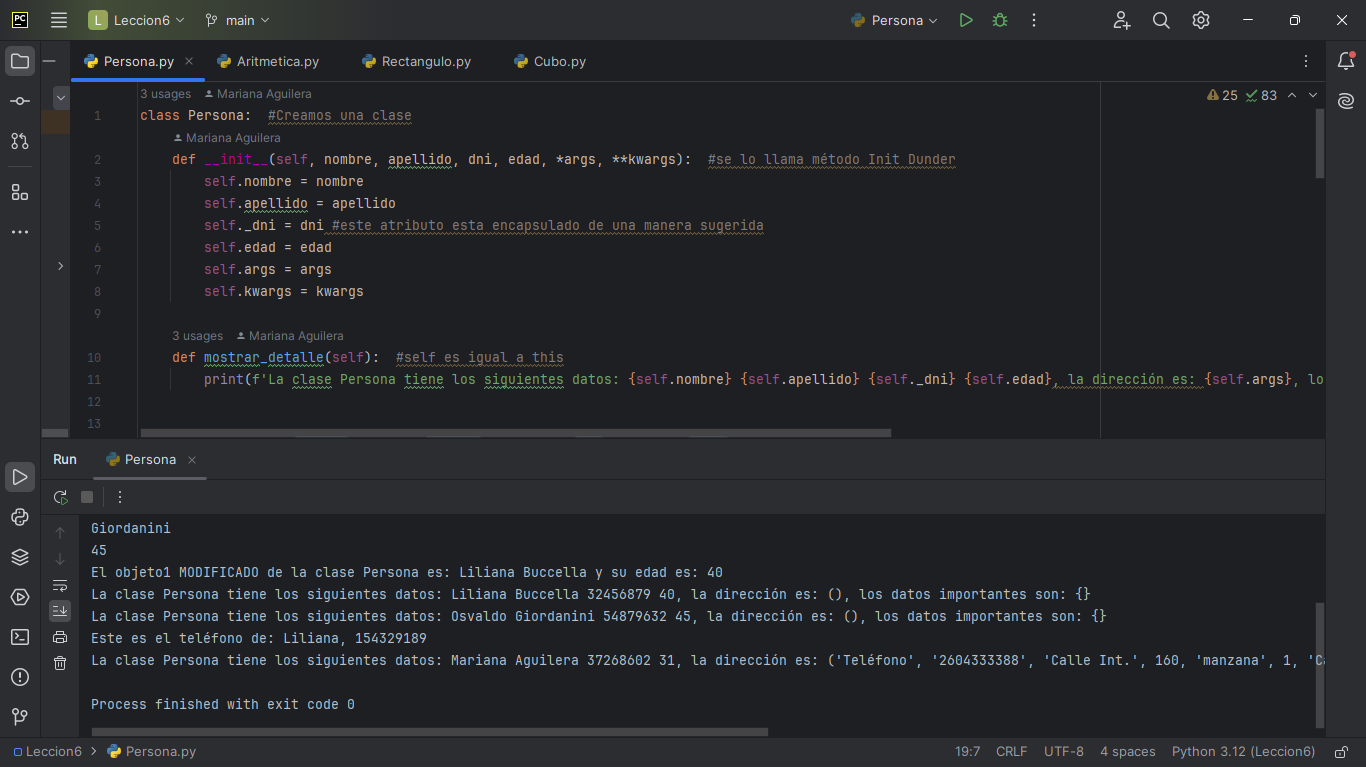 PC L Leccion6 main Persona
Persona.py Aritmetica.py Rectangulo.py Cubo.py
3 usages Mariana Aguilera 25 83
1 class Persona: #Creamos una clase
Mariana Aguilera
2 def __init__(self, nombre, apellido, dni, edad, *args, **kwargs): #se lo llama método Init Dunder
3 self.nombre = nombre
4 self.apellido = apellido
5 self._dni = dni #este atributo esta encapsulado de una manera sugerida
6 self.edad = edad
7 self.args = args
8 self.kwargs = kwargs
9
3 usages Mariana Aguilera
10 def mostrar_detalle(self): #self es igual a this
11 print(f'La clase Persona tiene los siguientes datos: {self.nombre} {self.apellido} {self._dni} {self.edad}, la dirección es: {self.args}, lo
12
13
Run Persona
Giordanini
45
El objeto1 MODIFICADO de la clase Persona es: Liliana Buccella y su edad es: 40
La clase Persona tiene los siguientes datos: Liliana Buccella 32456879 40, la dirección es: (), los datos importantes son: {}
La clase Persona tiene los siguientes datos: Osvaldo Giordanini 54879632 45, la dirección es: (), los datos importantes son: {}
Este es el teléfono de: Liliana, 154329189
La clase Persona tiene los siguientes datos: Mariana Aguilera 37268602 31, la dirección es: ('Teléfono', '2604333388', 'Calle Int.', 160, 'manzana', 1, 'Ca
Process finished with exit code 0
Leccion6 > Persona.py 19:7 CRLF UTF-8 4 spaces Python 3.12 (Leccion6)